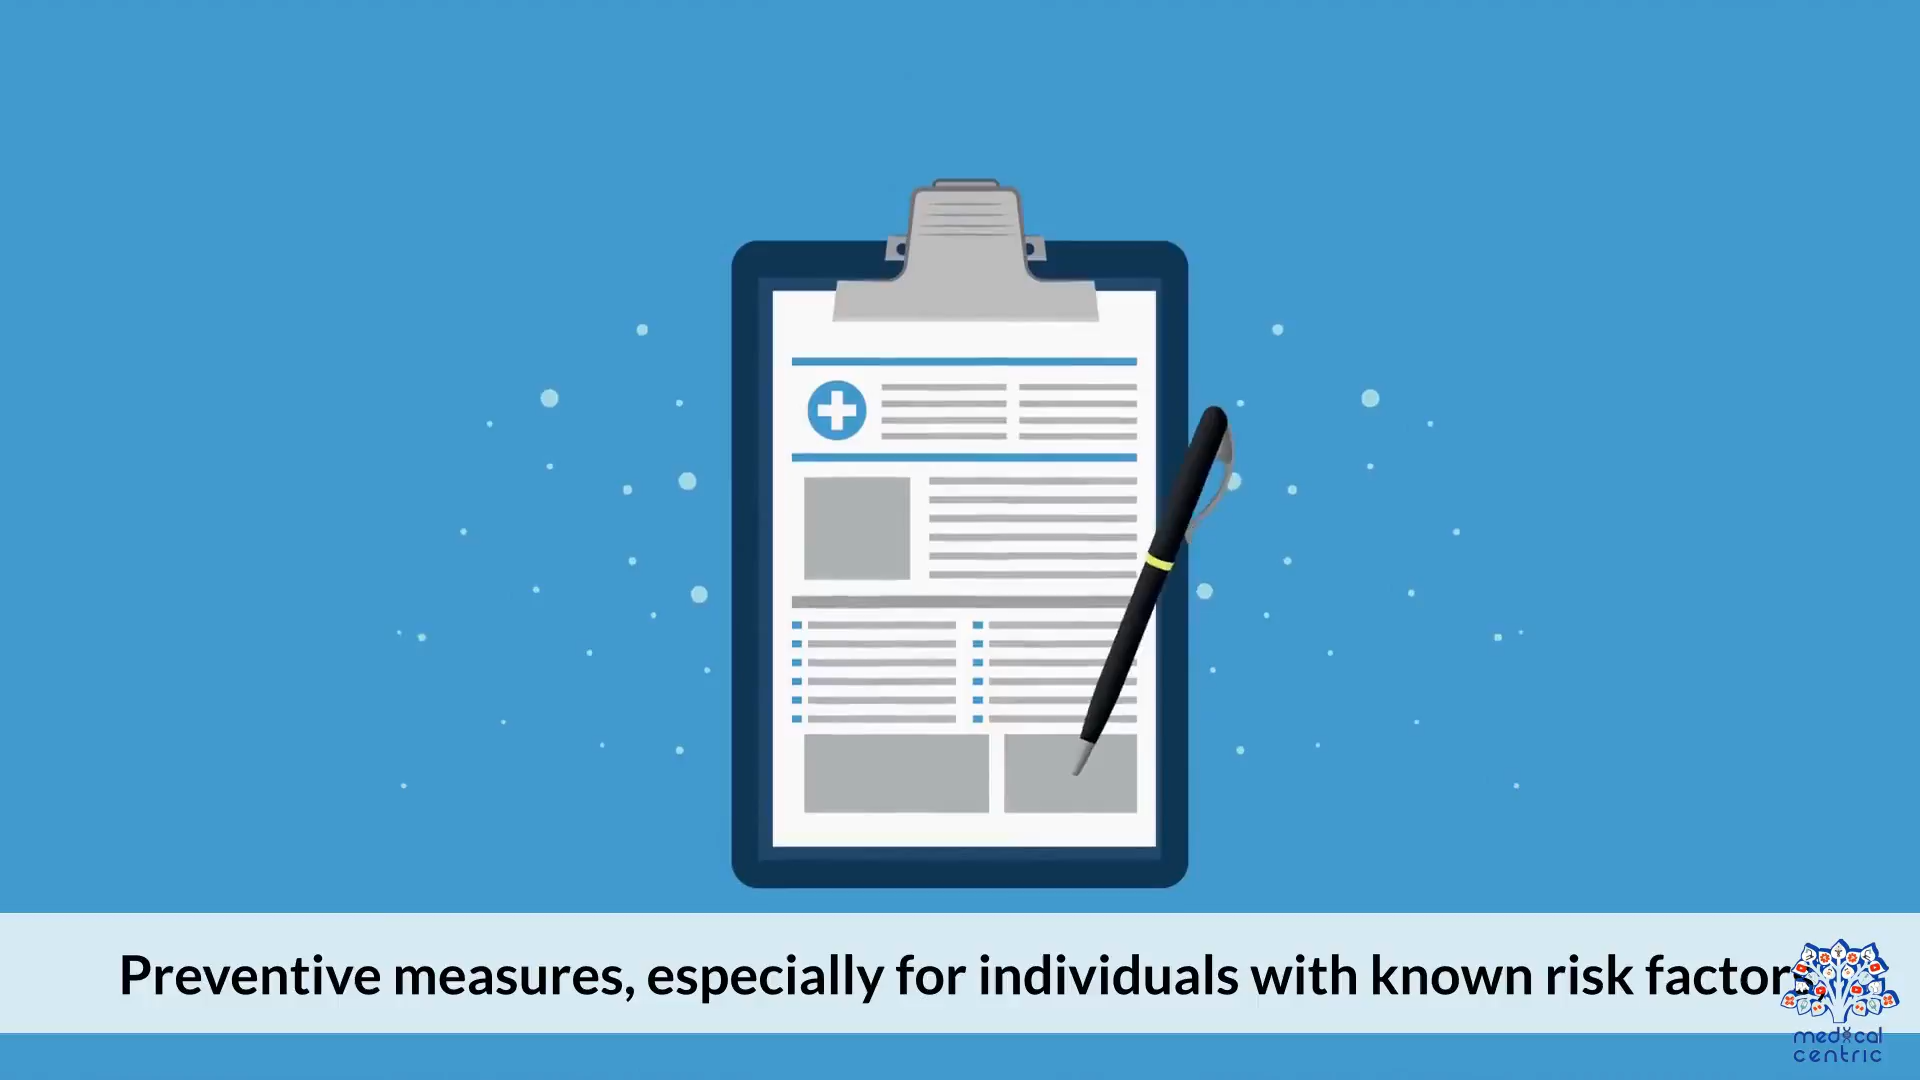 Preventive measures, especially for individuals with known risk factors,
medical
centric